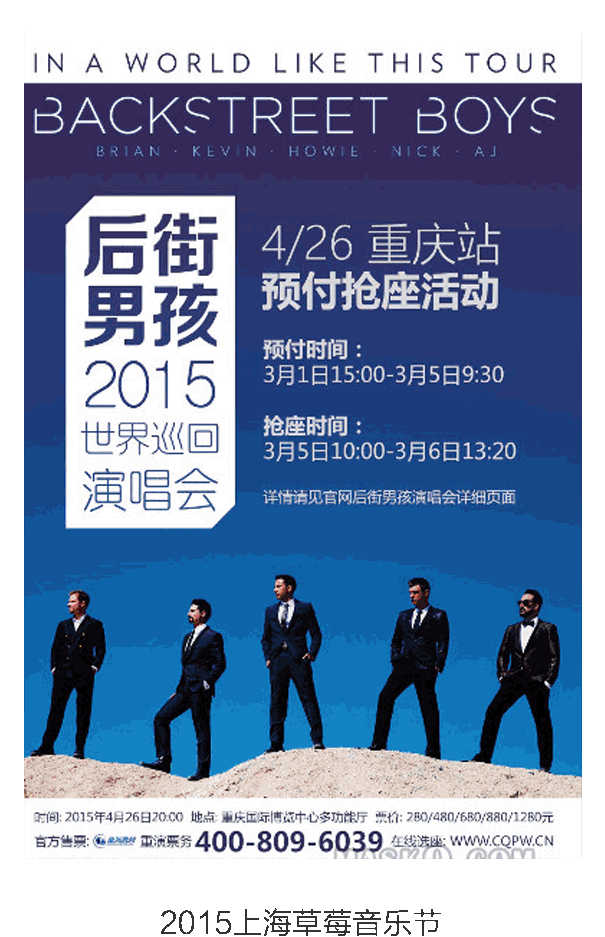 IN A WORLD LIKE THIS TOUR
BACKSTREET BOYS
BRIAN · KEVIN · HOWIE · NICK · AJ
后街
男孩
2015
世界巡回
演唱会
4/26 重庆站
预付抢座活动
预付时间：
3月1日15:00-3月5日9:30
抢座时间：
3月5日10:00-3月6日13:20
详情请见官网后街男孩演唱会详细页面
时间: 2015年4月26日20:00 地点: 重庆国际博览中心多功能厅 票价: 280/480/680/880/1280元
官方售票: 重演票务 400-809-6039 在线选座: WWW.CQPW.CN
2015上海草莓音乐节